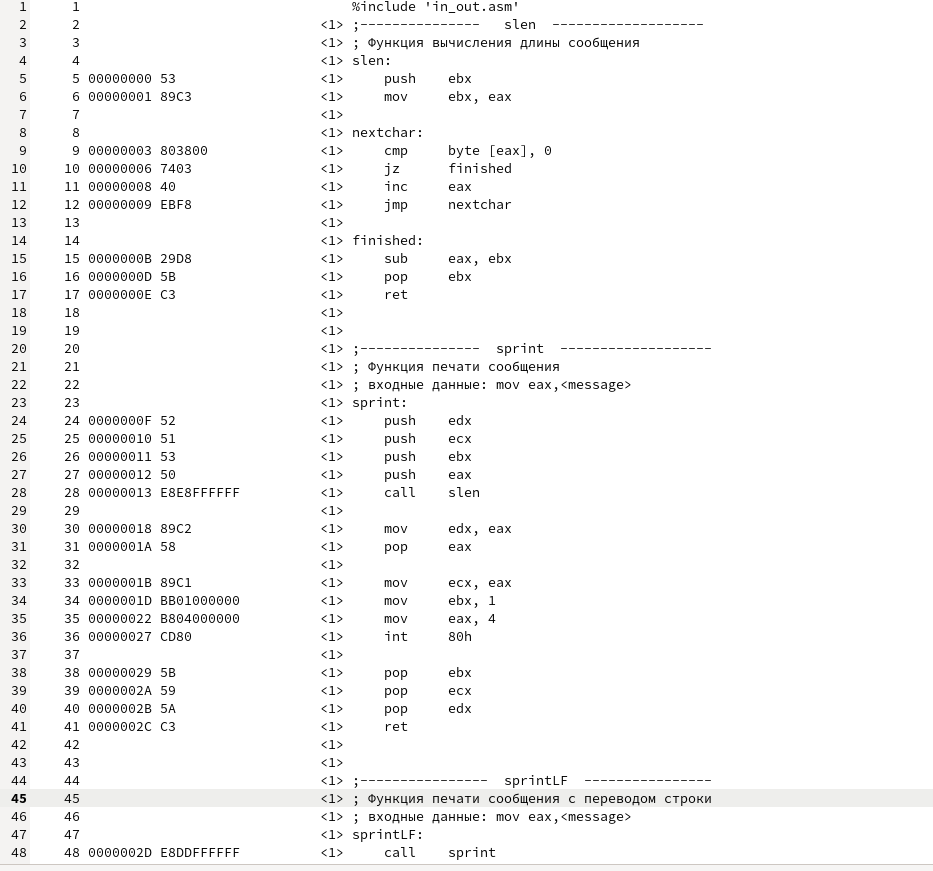 1 1 %include 'in_out.asm'
2 2 <1> ;--------------- slen -------------------
3 3 <1> ; Функция вычисления длины сообщения
4 4 <1> slen:
5 5 00000000 53 <1> push ebx
6 6 00000001 89C3 <1> mov ebx, eax
7 7 <1>
8 8 <1> nextchar:
9 9 00000003 803800 <1> cmp byte [eax], 0
10 10 00000006 7403 <1> jz finished
11 11 00000008 40 <1> inc eax
12 12 00000009 EBF8 <1> jmp nextchar
13 13 <1>
14 14 <1> finished:
15 15 0000000B 29D8 <1> sub eax, ebx
16 16 0000000D 5B <1> pop ebx
17 17 0000000E C3 <1> ret
18 18 <1>
19 19 <1>
20 20 <1> ;--------------- sprint -------------------
21 21 <1> ; Функция печати сообщения
22 22 <1> ; входные данные: mov eax,<message>
23 23 <1> sprint:
24 24 0000000F 52 <1> push edx
25 25 00000010 51 <1> push ecx
26 26 00000011 53 <1> push ebx
27 27 00000012 50 <1> push eax
28 28 00000013 E8E8FFFFFF <1> call slen
29 29 <1>
30 30 00000018 89C2 <1> mov edx, eax
31 31 0000001A 58 <1> pop eax
32 32 <1>
33 33 0000001B 89C1 <1> mov ecx, eax
34 34 0000001D BB01000000 <1> mov ebx, 1
35 35 00000022 B804000000 <1> mov eax, 4
36 36 00000027 CD80 <1> int 80h
37 37 <1>
38 38 00000029 5B <1> pop ebx
39 39 0000002A 59 <1> pop ecx
40 40 0000002B 5A <1> pop edx
41 41 0000002C C3 <1> ret
42 42 <1>
43 43 <1>
44 44 <1> ;---------------- sprintLF ----------------
45 45 <1> ; Функция печати сообщения с переводом строки
46 46 <1> ; входные данные: mov eax,<message>
47 47 <1> sprintLF:
48 48 0000002D E8DDFFFFFF <1> call sprint